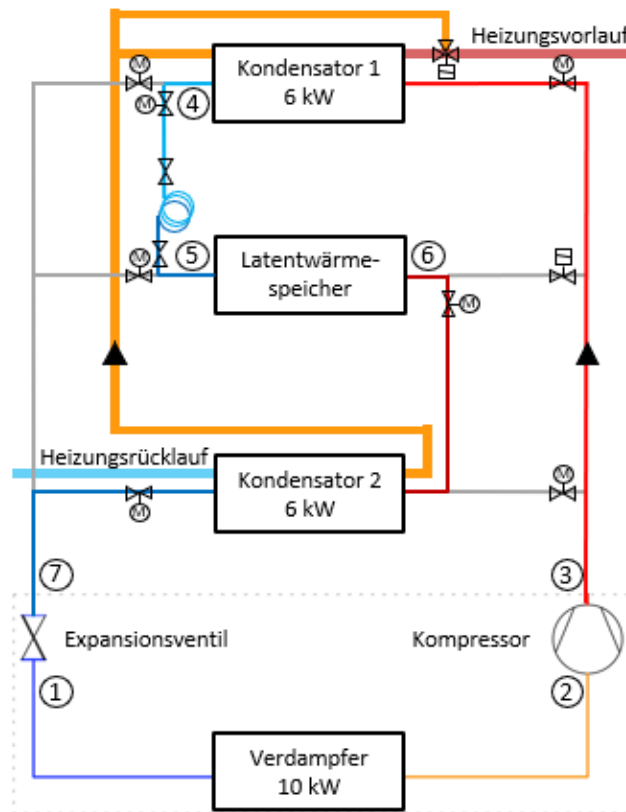 Heizungsvorlauf
M
M
Kondensator 1
6 kW
M
4
5
M
Latentwärme-
speicher
6
M
Heizungsrücklauf
Kondensator 2
6 kW
M
M
7
3
Expansionsventil
Kompressor
1
2
Verdampfer
10 kW